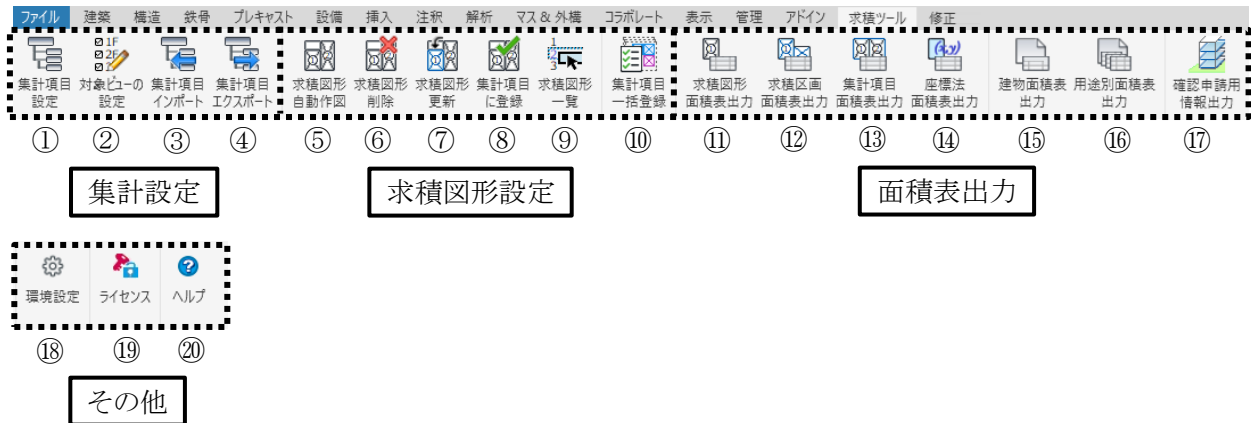 ファイル 建築 構造 鉄骨 プレキャスト 設備 挿入 注釈 解析 マス & 外構 コラボレート 表示 管理 アドイン 求積ツール 修正
集計項目 対象ビューの 集計項目 集計項目 求積図形 求積図形 求積図形 集計項目 求積図形 集計項目 求積図形 求積区画 集計項目 座標法 建物面積表 用途別面積表 確認申請用
設定 設定 インポート エクスポート 自動作図 削除 更新 に登録 一覧 一括登録 面積表出力 面積表出力 面積表出力 面積表出力 出力 出力 情報出力
① ② ③ ④ ⑤ ⑥ ⑦ ⑧ ⑨ ⑩ ⑪ ⑫ ⑬ ⑭ ⑮ ⑯ ⑰
集計設定 求積図形設定 面積表出力
環境設定 ライセンス ヘルプ
⑱ ⑲ ⑳
その他